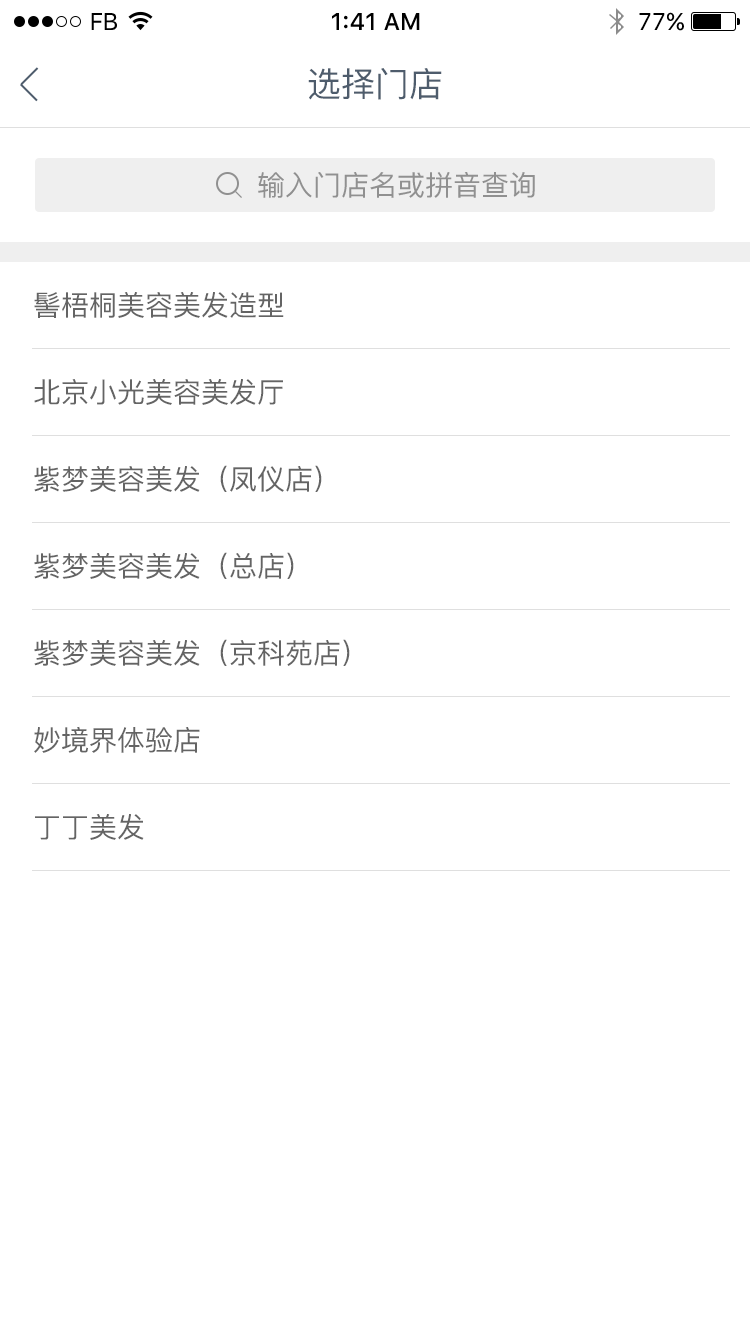 FB 1:41 AM 77%
选择门店
输入门店名或拼音查询
髻梧桐美容美发造型
北京小光美容美发厅
紫梦美容美发（凤仪店）
紫梦美容美发（总店）
紫梦美容美发（京科苑店）
妙境界体验店
丁丁美发